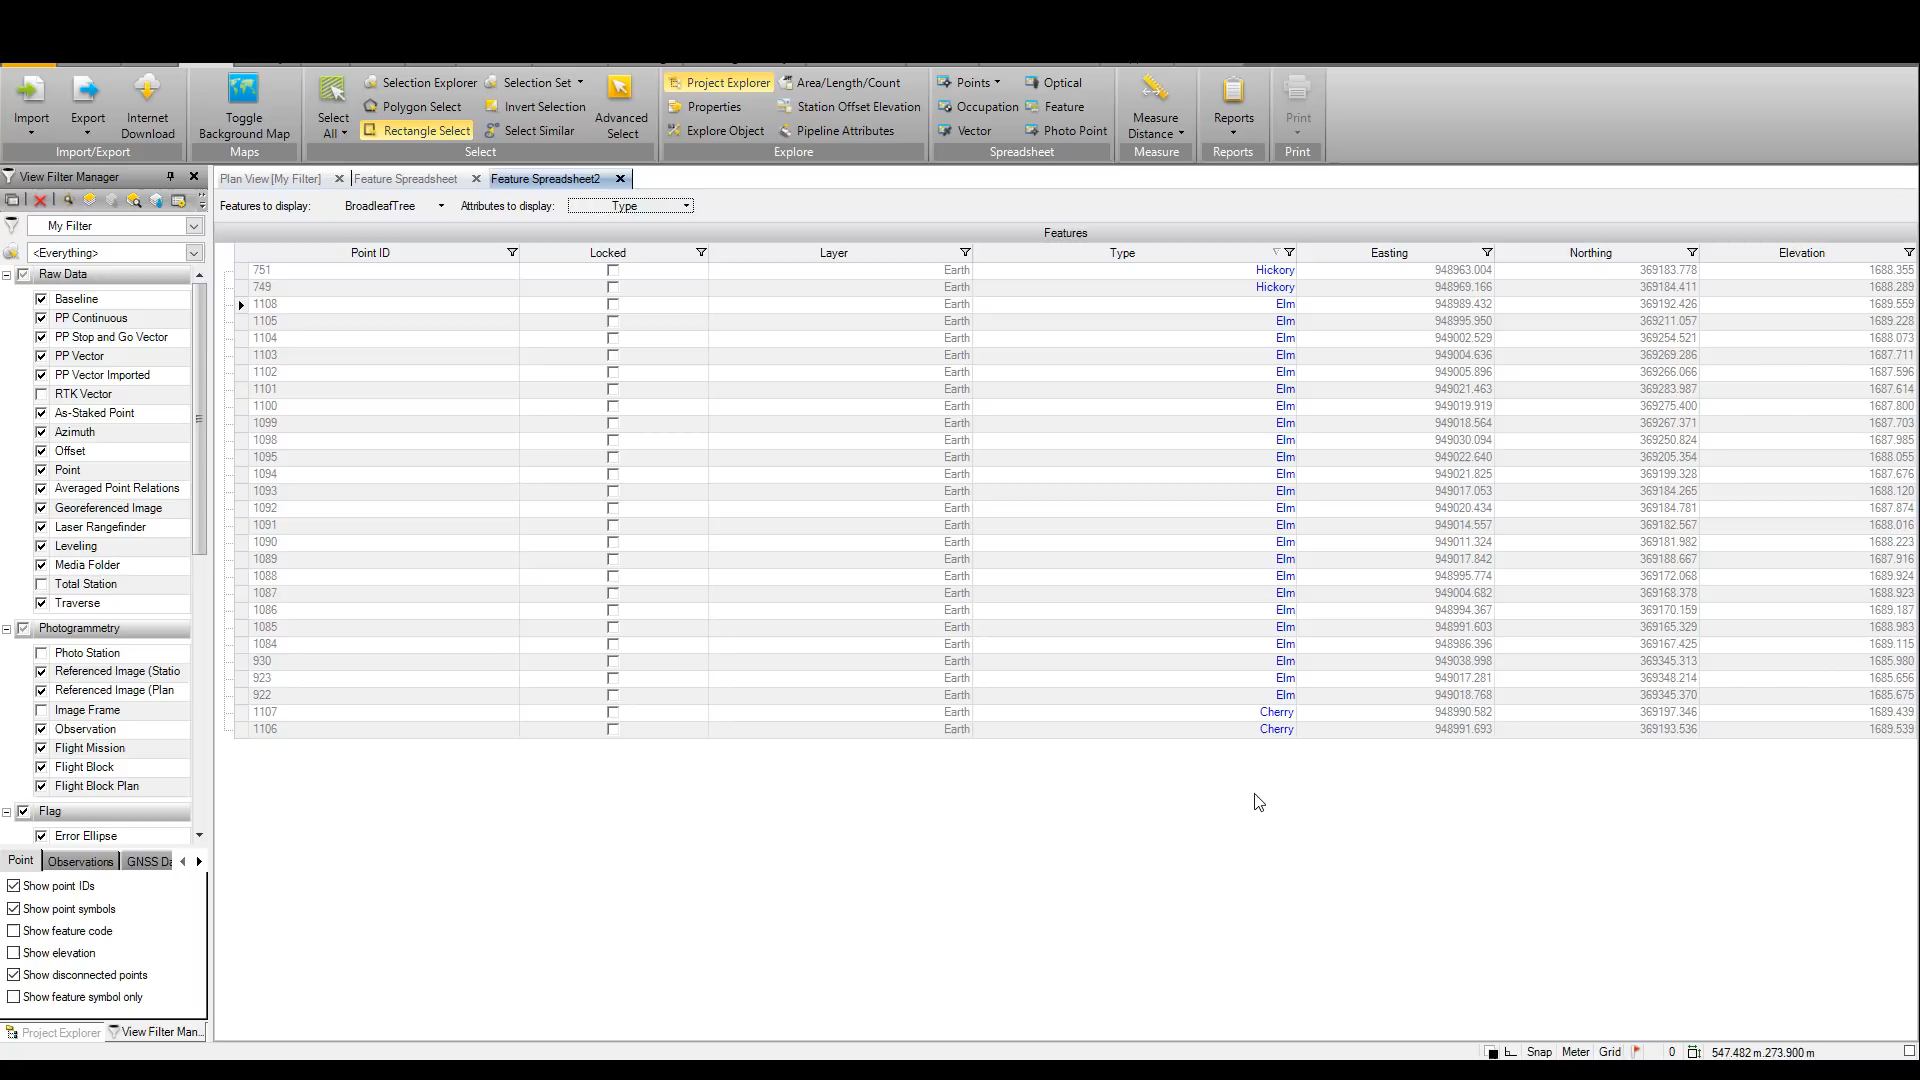 Import
Export
Internet
Download
Import/Export
Toggle
Background Map
Maps
Select
All
Selection Explorer
Polygon Select
Rectangle Select
Selection Set
Invert Selection
Select Similar
Advanced
Select
Select
Project Explorer
Properties
Explore Object
Area/Length/Count
Station Offset Elevation
Pipeline Attributes
Explore
Points
Occupation
Vector
Optical
Feature
Photo Point
Spreadsheet
Measure
Distance
Measure
Reports
Reports
Print
Print
View Filter Manager
My Filter
<Everything>
Raw Data
Baseline
PP Continuous
PP Stop and Go Vector
PP Vector
PP Vector Imported
RTK Vector
As-Staked Point
Azimuth
Offset
Point
Averaged Point Relations
Georeferenced Image
Laser Rangefinder
Leveling
Media Folder
Total Station
Traverse
Photogrammetry
Photo Station
Referenced Image (Statio
Referenced Image (Plan
Image Frame
Observation
Flight Mission
Flight Block
Flight Block Plan
Flag
Error Ellipse
Point Observations GNSS Da
Show point IDs
Show point symbols
Show feature code
Show elevation
Show disconnected points
Show feature symbol only
Project Explorer View Filter Man...
Plan View [My Filter] Feature Spreadsheet Feature Spreadsheet2
Features to display: BroadleafTree Attributes to display: Type
Features
Point ID Locked Layer Type Easting Northing Elevation
751 Earth Hickory 948963.004 369183.778 1688.355
749 Earth Hickory 948969.166 369184.411 1688.289
1108 Earth Elm 948989.432 369192.426 1689.559
1105 Earth Elm 948995.950 369211.057 1689.228
1104 Earth Elm 949002.529 369254.521 1688.073
1103 Earth Elm 949004.636 369269.286 1687.711
1102 Earth Elm 949005.896 369266.066 1687.596
1101 Earth Elm 949021.463 369283.987 1687.614
1100 Earth Elm 949019.919 369275.400 1687.800
1099 Earth Elm 949018.564 369267.371 1687.703
1098 Earth Elm 949030.094 369250.824 1687.985
1095 Earth Elm 949022.640 369205.354 1688.055
1094 Earth Elm 949021.825 369199.328 1687.676
1093 Earth Elm 949017.053 369184.265 1688.120
1092 Earth Elm 949020.434 369184.781 1687.874
1091 Earth Elm 949014.557 369182.567 1688.016
1090 Earth Elm 949011.324 369181.982 1688.223
1089 Earth Elm 949017.842 369188.667 1687.916
1088 Earth Elm 948995.774 369172.068 1689.924
1087 Earth Elm 949004.682 369168.378 1688.923
1086 Earth Elm 948994.367 369170.159 1689.187
1085 Earth Elm 948991.603 369165.329 1688.983
1084 Earth Elm 948986.396 369167.425 1689.115
930 Earth Elm 949038.998 369345.313 1685.980
923 Earth Elm 949017.281 369348.214 1685.656
922 Earth Elm 949018.768 369345.370 1685.675
1107 Earth Cherry 948990.582 369197.346 1689.439
1106 Earth Cherry 948991.693 369193.536 1689.539
Snap Meter Grid 0 547.482 m,273.900 m